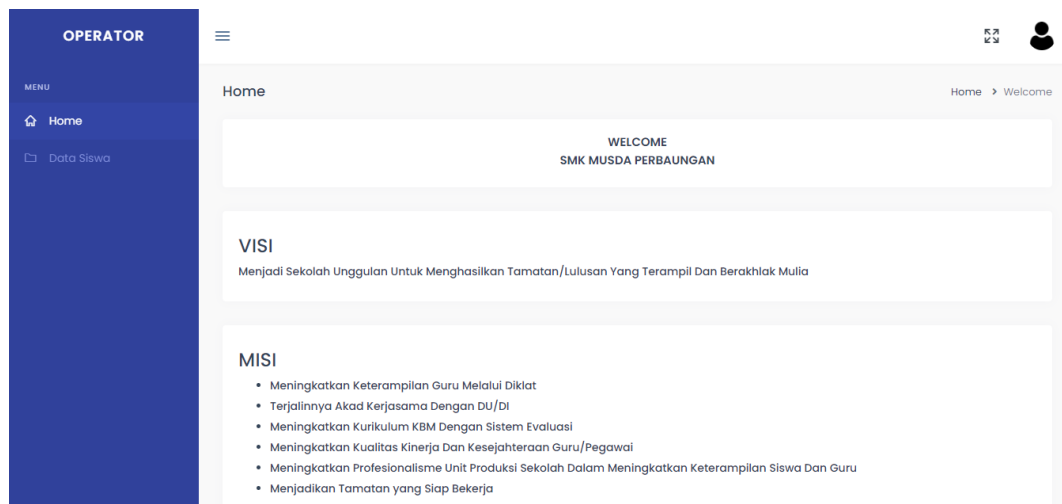 OPERATOR
MENU
Home
Data Siswa
Home
Home > Welcome
WELCOME
SMK MUSDA PERBAUNGAN
VISI
Menjadi Sekolah Unggulan Untuk Menghasilkan Tamatan/Lulusan Yang Terampil Dan Berakhlak Mulia
MISI
• Meningkatkan Keterampilan Guru Melalui Diklat
• Terjalinnya Akad Kerjasama Dengan DU/DI
• Meningkatkan Kurikulum KBM Dengan Sistem Evaluasi
• Meningkatkan Kualitas Kinerja Dan Kesejahteraan Guru/Pegawai
• Meningkatkan Profesionalisme Unit Produksi Sekolah Dalam Meningkatkan Keterampilan Siswa Dan Guru
• Menjadikan Tamatan yang Siap Bekerja